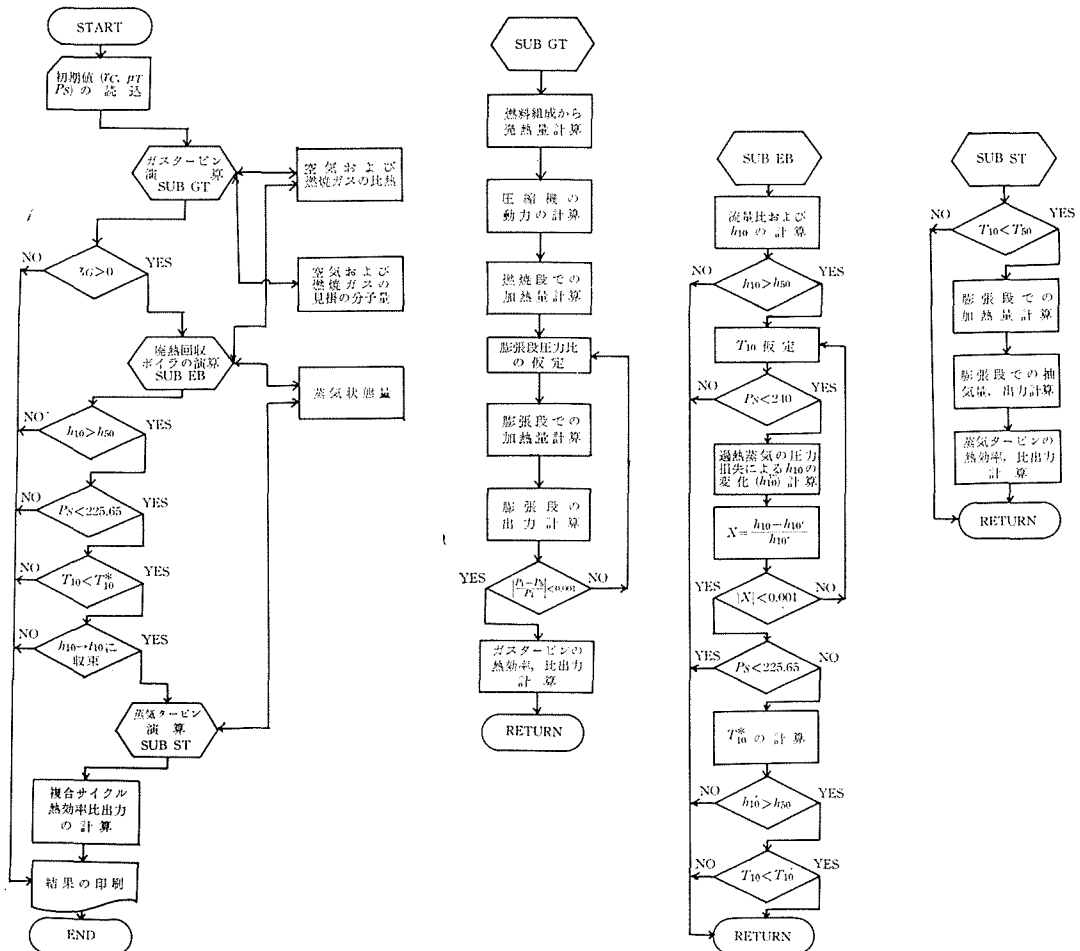 START
初期値 (rc, μT
Ps) の 読込
ガスタービン
演 算
SUB GT
空気および
燃焼ガスの比熱
空気および
燃焼ガスの
見掛の分子量
NO
YES
廃熱回収
ボイラの演算
SUB EB
蒸気状態量
NO
h10>h50
YES
NO
Ps<225.65
YES
NO
T10<T*10
YES
NO
h10→t10に
収束
YES
蒸気タービン
演 算
SUB ST
複合サイクル
熱効率比出力
の 計 算
結果の印刷
END
SUB GT
燃料組成から
発熱量計算
圧縮機の
動力の計算
燃焼段での
加熱量計算
膨張段圧力比
の仮定
膨張段での
加熱量計算
膨張段の
出力計算
YES
<0.001
NO
ガスタービンの
熱効率, 比出力
計 算
RETURN
SUB EB
流量比および
h10 の 計 算
NO
h10>h50
YES
T10 仮定
NO
Ps<240
YES
過熱蒸気の圧力
損失によるh10の
変化 (h10') 計算
X=(h10−h10')/h10'
YES
|X|<0.001
NO
YES
Ps<225.65
NO
T*10 の 計 算
NO
h10'>h50
YES
NO
T10<T10'
YES
RETURN
SUB ST
NO
T10<T50
YES
膨張段での
加熱量計算
膨張段での抽
気量, 出力計算
蒸気タービンの
熱効率, 比出力
計 算
RETURN